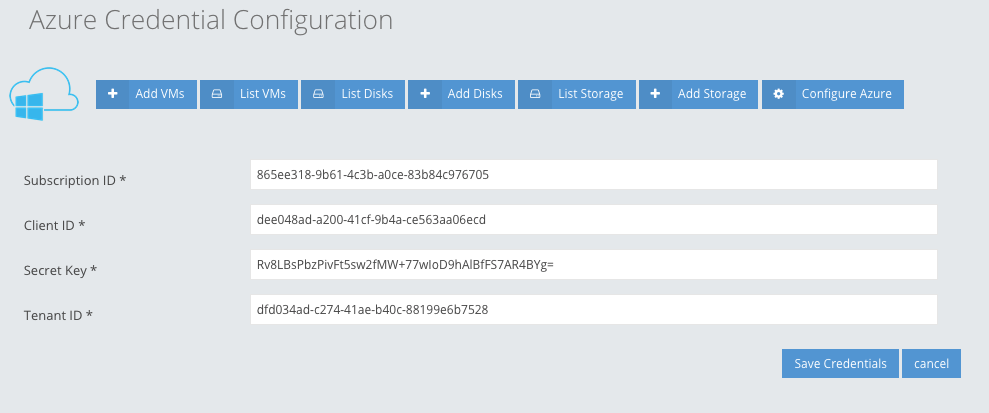 Azure Credential Configuration
Add VMs List VMs List Disks Add Disks List Storage Add Storage Configure Azure
Subscription ID * 865ee318-9b61-4c3b-a0ce-83b84c976705
Client ID * dee048ad-a200-41cf-9b4a-ce563aa06ecd
Secret Key * Rv8LBsPbzPivFt5sw2fMW+77wIoD9hAlBfFS7AR4BYg=
Tenant ID * dfd034ad-c274-41ae-b40c-88199e6b7528
Save Credentials cancel